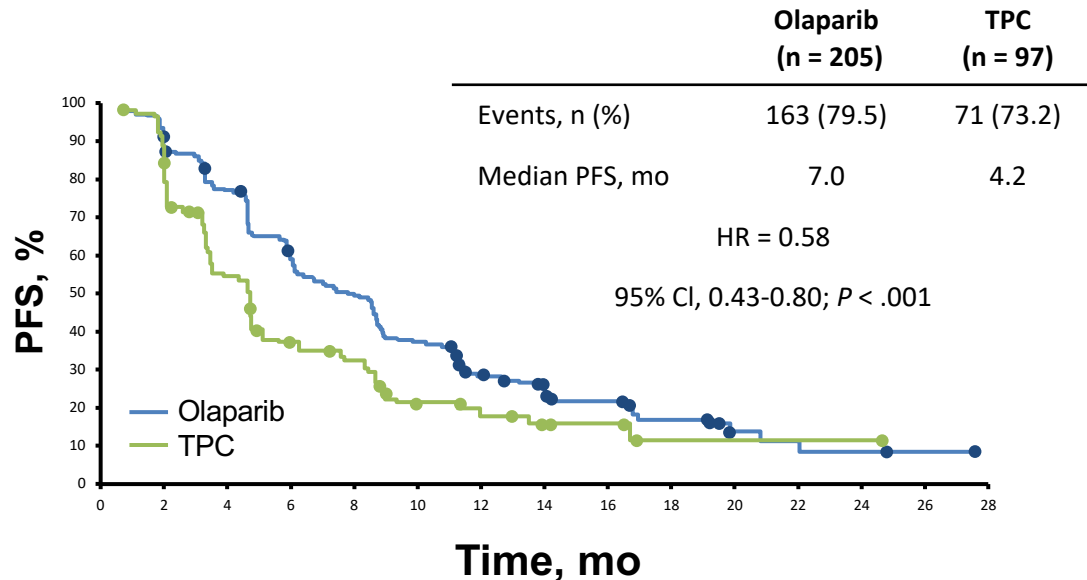 Olaparib TPC
(n = 205) (n = 97)
Events, n (%) 163 (79.5) 71 (73.2)
Median PFS, mo 7.0 4.2
HR = 0.58
95% Cl, 0.43-0.80; P < .001
PFS, %
100
90
80
70
60
50
40
30
20
10
0
Olaparib
TPC
0 2 4 6 8 10 12 14 16 18 20 22 24 26 28
Time, mo